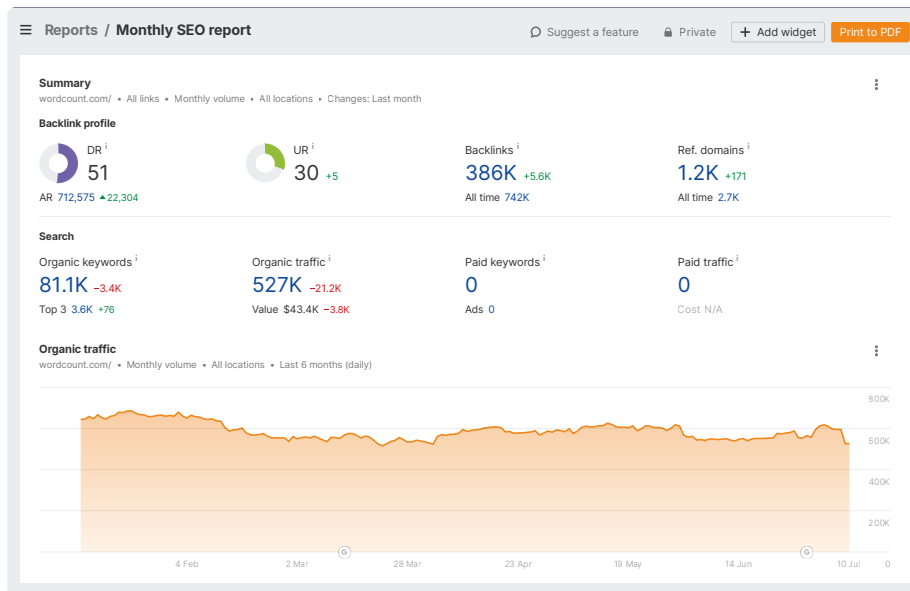 Reports / Monthly SEO report
Suggest a feature
Private
+ Add widget
Print to PDF
Summary
wordcount.com/ • All links • Monthly volume • All locations • Changes: Last month
Backlink profile
DR i
51
AR 712,575 ▲22,304
UR i
30 +5
Backlinks i
386K +5.6K
All time 742K
Ref. domains i
1.2K +171
All time 2.7K
Search
Organic keywords i
81.1K −3.4K
Top 3 3.6K +76
Organic traffic i
527K −21.2K
Value $43.4K −3.8K
Paid keywords i
0
Ads 0
Paid traffic i
0
Cost N/A
Organic traffic
wordcount.com/ • Monthly volume • All locations • Last 6 months (daily)
800K
600K
400K
200K
G
G
4 Feb
2 Mar
28 Mar
23 Apr
19 May
14 Jun
10 Jul
0